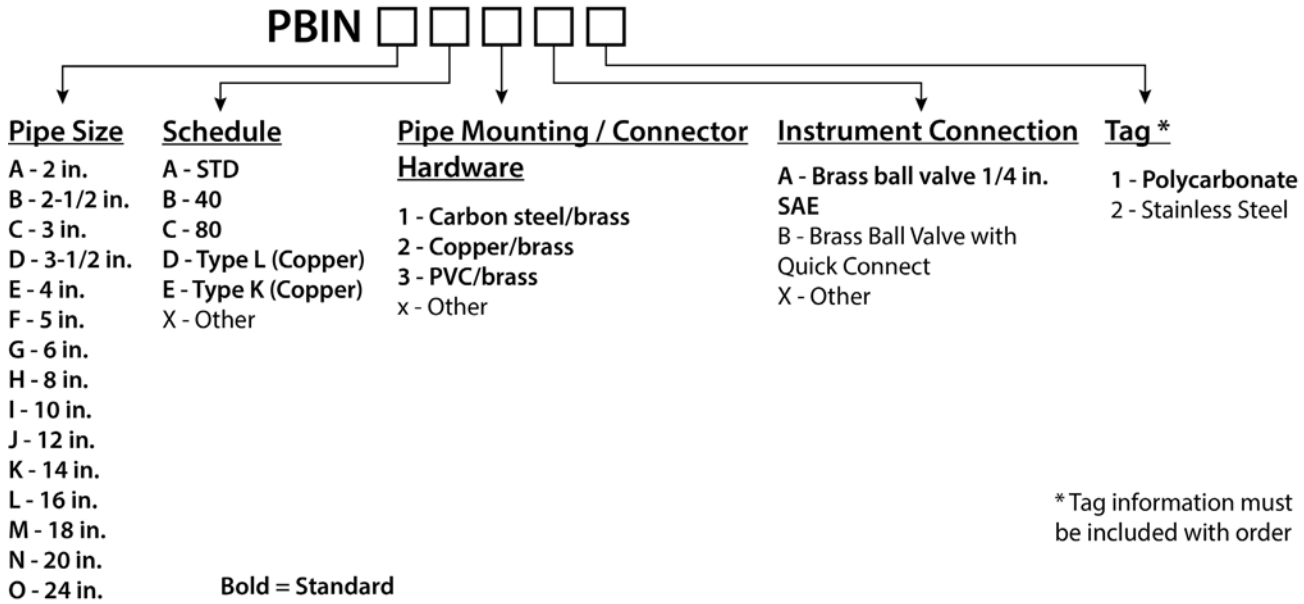 PBIN
Pipe Size
A - 2 in.
B - 2-1/2 in.
C - 3 in.
D - 3-1/2 in.
E - 4 in.
F - 5 in.
G - 6 in.
H - 8 in.
I - 10 in.
J - 12 in.
K - 14 in.
L - 16 in.
M - 18 in.
N - 20 in.
O - 24 in.
Schedule
A - STD
B - 40
C - 80
D - Type L (Copper)
E - Type K (Copper)
X - Other
Pipe Mounting / Connector
Hardware
1 - Carbon steel/brass
2 - Copper/brass
3 - PVC/brass
x - Other
Instrument Connection
A - Brass ball valve 1/4 in.
SAE
B - Brass Ball Valve with
Quick Connect
X - Other
Tag *
1 - Polycarbonate
2 - Stainless Steel
* Tag information must
be included with order
Bold = Standard